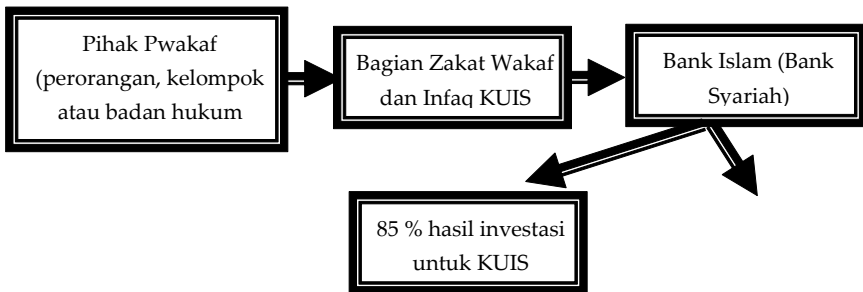 Pihak Pwakaf
(perorangan, kelompok
atau badan hukum
Bagian Zakat Wakaf
dan Infaq KUIS
Bank Islam (Bank
Syariah)
85 % hasil investasi
untuk KUIS